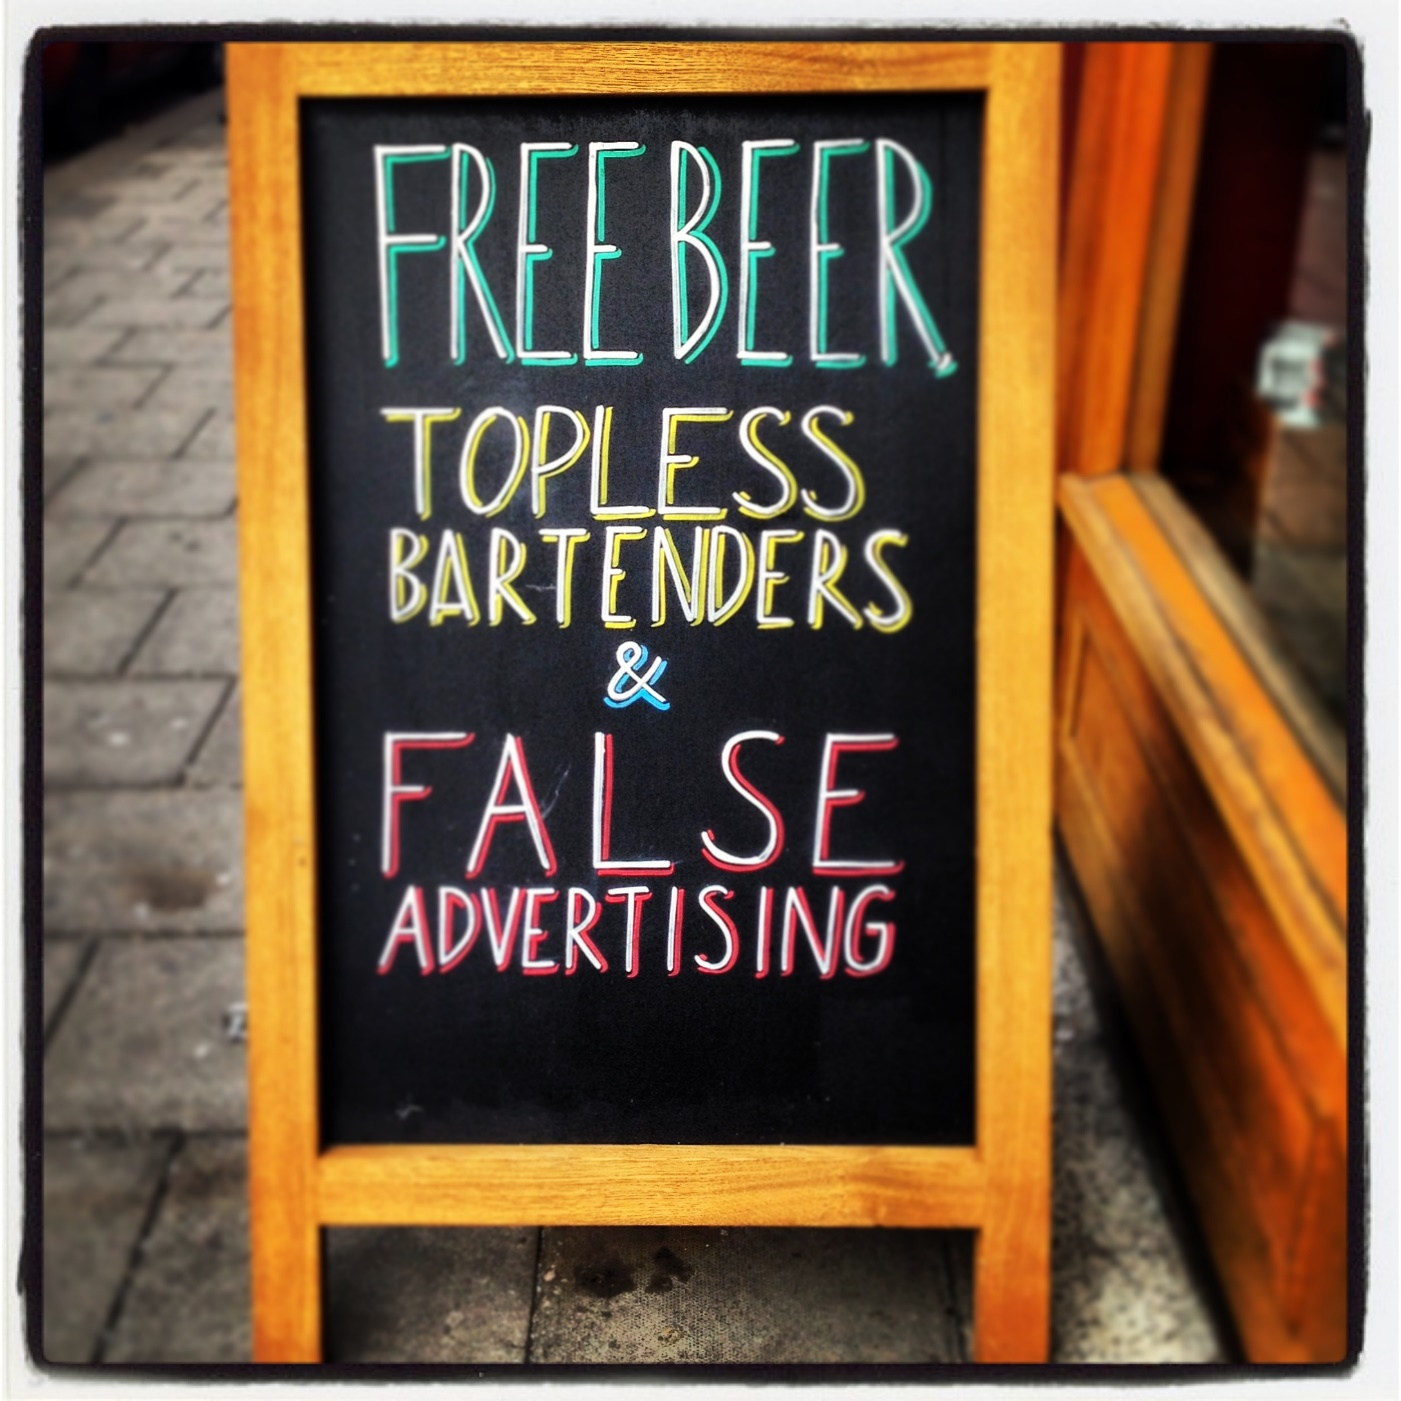 FREE BEER,
TOPLESS
BARTENDERS
&
FALSE
ADVERTISING